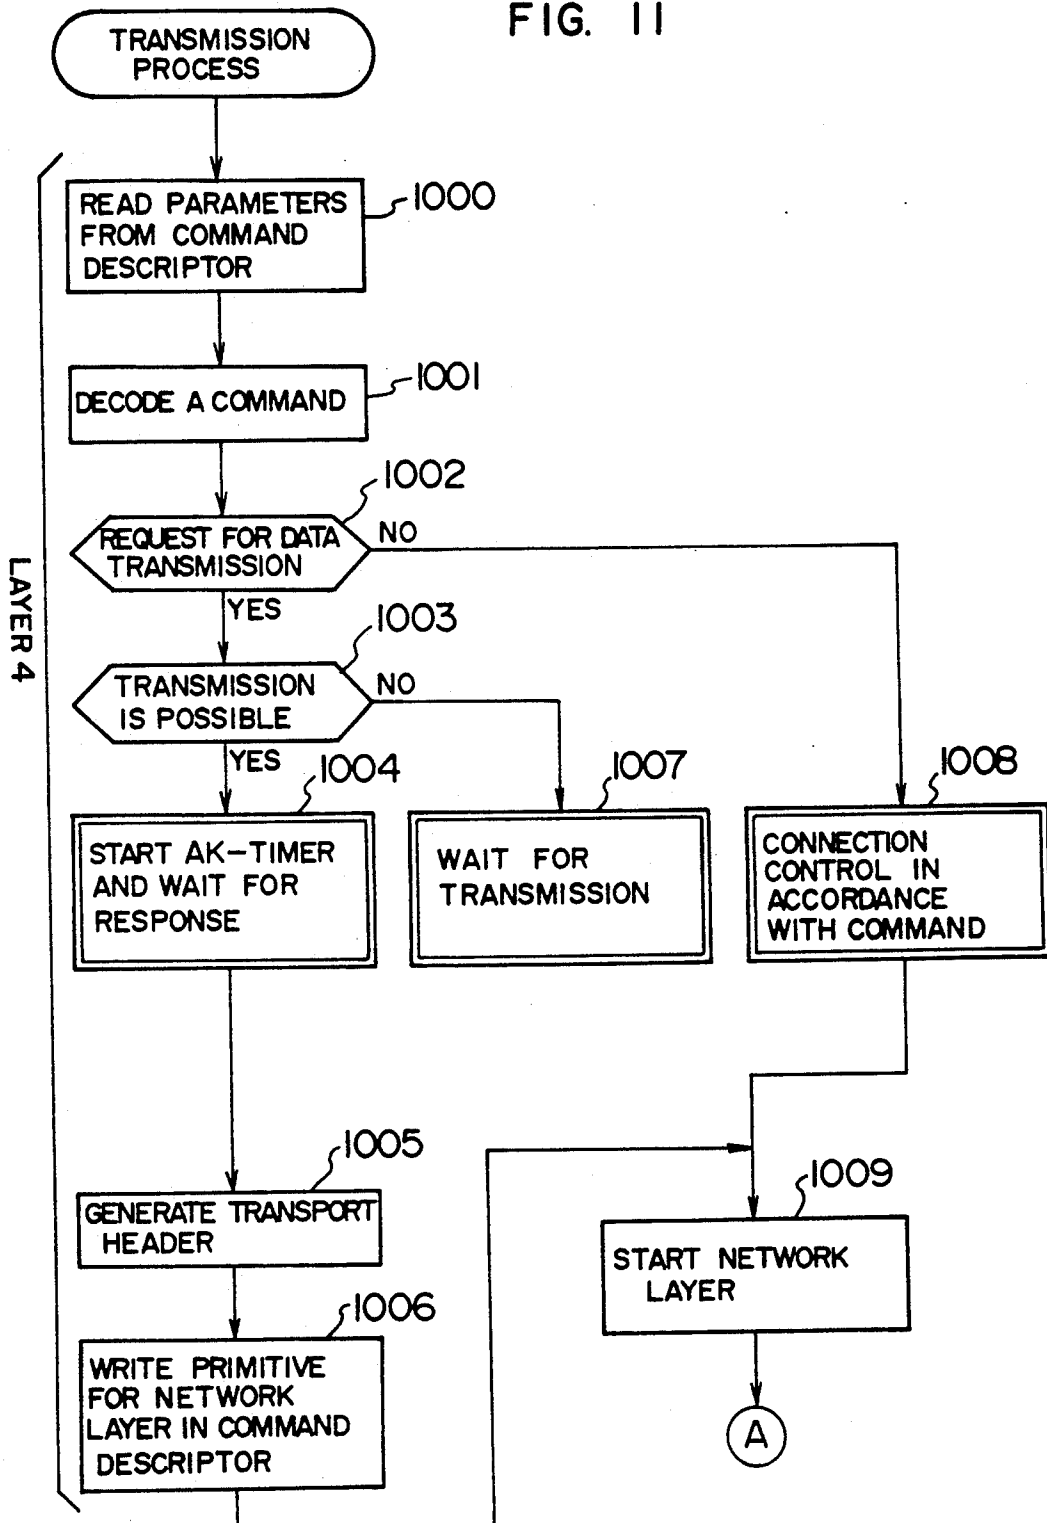 FIG. 11
TRANSMISSION
PROCESS
1000
READ PARAMETERS
FROM COMMAND
DESCRIPTOR
1001
DECODE A COMMAND
1002
REQUEST FOR DATA
TRANSMISSION
NO
YES
1003
TRANSMISSION
IS POSSIBLE
NO
YES
LAYER 4
1004
START AK-TIMER
AND WAIT FOR
RESPONSE
1007
WAIT FOR
TRANSMISSION
1008
CONNECTION
CONTROL IN
ACCORDANCE
WITH COMMAND
1005
GENERATE TRANSPORT
HEADER
1009
START NETWORK
LAYER
1006
WRITE PRIMITIVE
FOR NETWORK
LAYER IN COMMAND
DESCRIPTOR
A